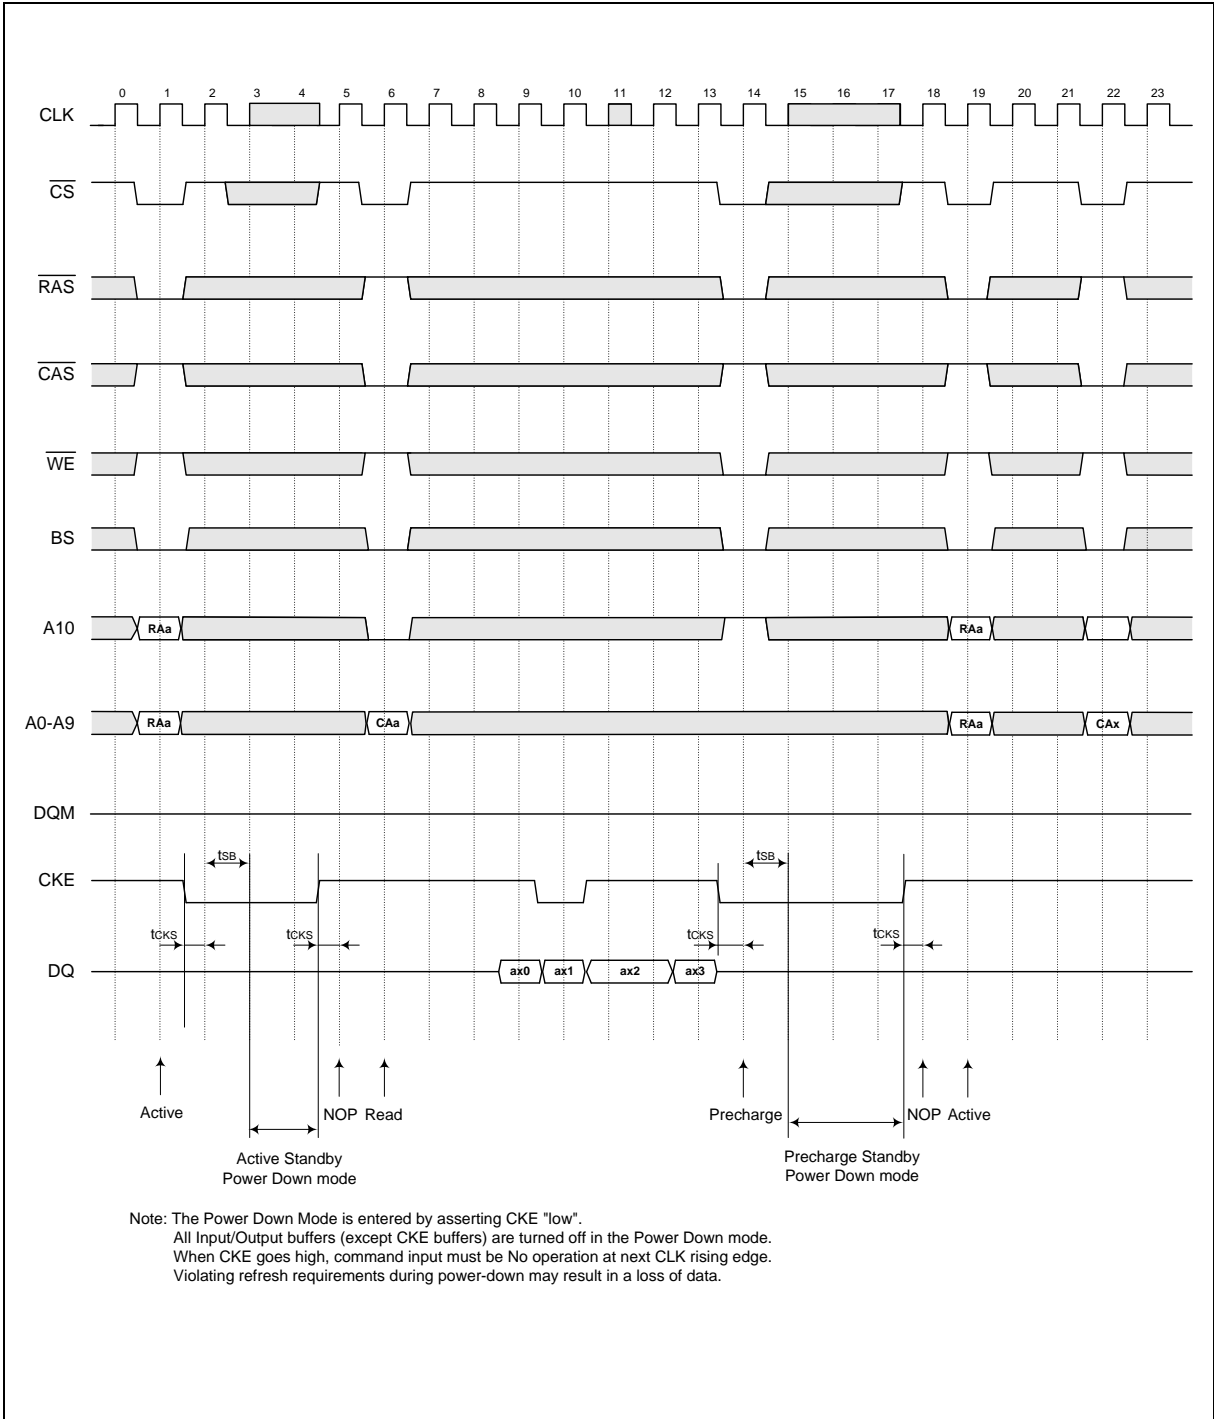 0 1 2 3 4 5 6 7 8 9 10 11 12 13 14 15 16 17 18 19 20 21 22 23
CLK
CS
RAS
CAS
WE
BS
A10 RAa RAa
A0-A9 RAa CAa RAa CAx
DQM
tSB tSB
CKE
tCKS tCKS tCKS tCKS
DQ ax0 ax1 ax2 ax3
Active NOP Read Precharge NOP Active
Active Standby
Power Down mode
Precharge Standby
Power Down mode
Note: The Power Down Mode is entered by asserting CKE "low".
All Input/Output buffers (except CKE buffers) are turned off in the Power Down mode.
When CKE goes high, command input must be No operation at next CLK rising edge.
Violating refresh requirements during power-down may result in a loss of data.